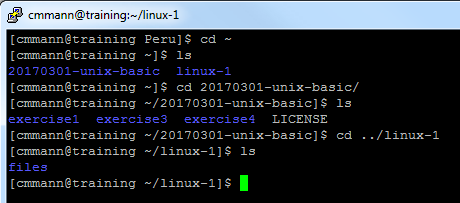 cmmann@training:~/linux-1
[cmmann@training Peru]$ cd ~
[cmmann@training ~]$ ls
20170301-unix-basic  linux-1
[cmmann@training ~]$ cd 20170301-unix-basic/
[cmmann@training ~/20170301-unix-basic]$ ls
exercise1  exercise3  exercise4  LICENSE
[cmmann@training ~/20170301-unix-basic]$ cd ../linux-1
[cmmann@training ~/linux-1]$ ls
files
[cmmann@training ~/linux-1]$